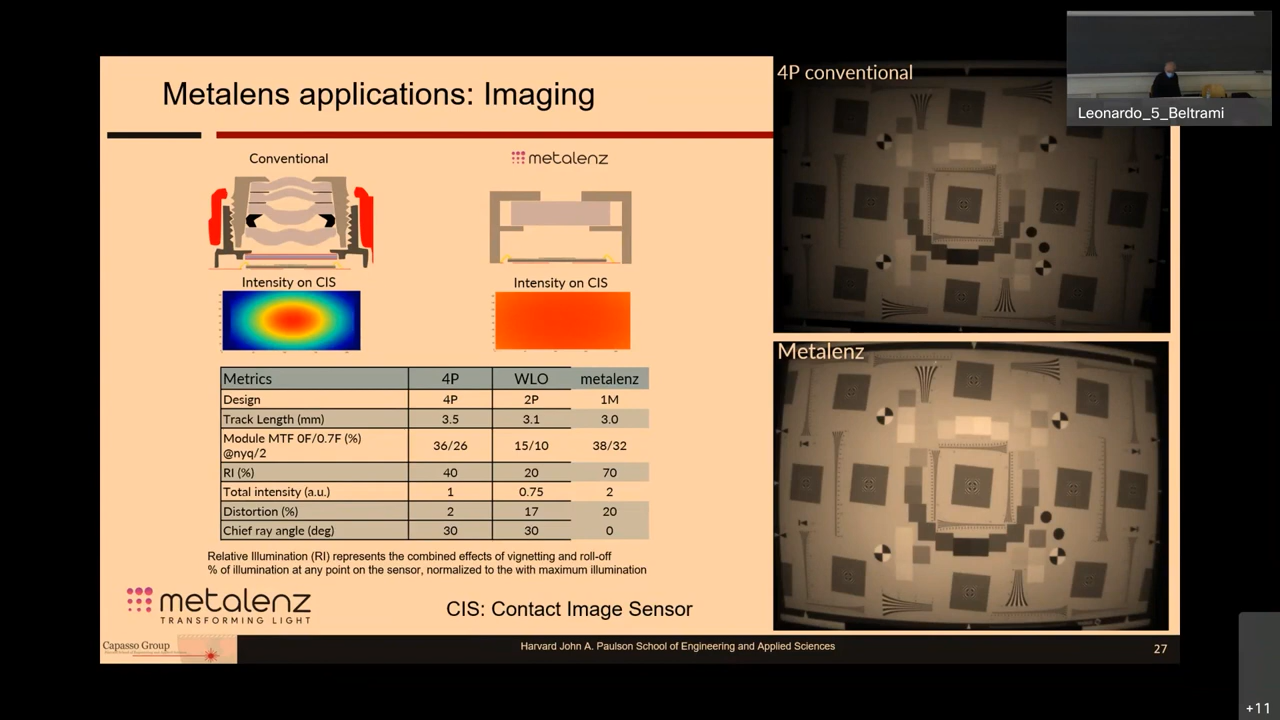 Metalens applications: Imaging
4P conventional
Leonardo_5_Beltrami
Conventional
metalenz
Intensity on CIS
Intensity on CIS
Metalenz
Metrics 4P WLO metalenz
Design 4P 2P 1M
Track Length (mm) 3.5 3.1 3.0
Module MTF 0F/0.7F (%)
@nyq/2 36/26 15/10 38/32
RI (%) 40 20 70
Total intensity (a.u.) 1 0.75 2
Distortion (%) 2 17 20
Chief ray angle (deg) 30 30 0
Relative Illumination (RI) represents the combined effects of vignetting and roll-off
% of illumination at any point on the sensor, normalized to the with maximum illumination
metalenz
TRANSFORMING LIGHT
CIS: Contact Image Sensor
Capasso Group
Harvard John A. Paulson School of Engineering and Applied Sciences
27
+11